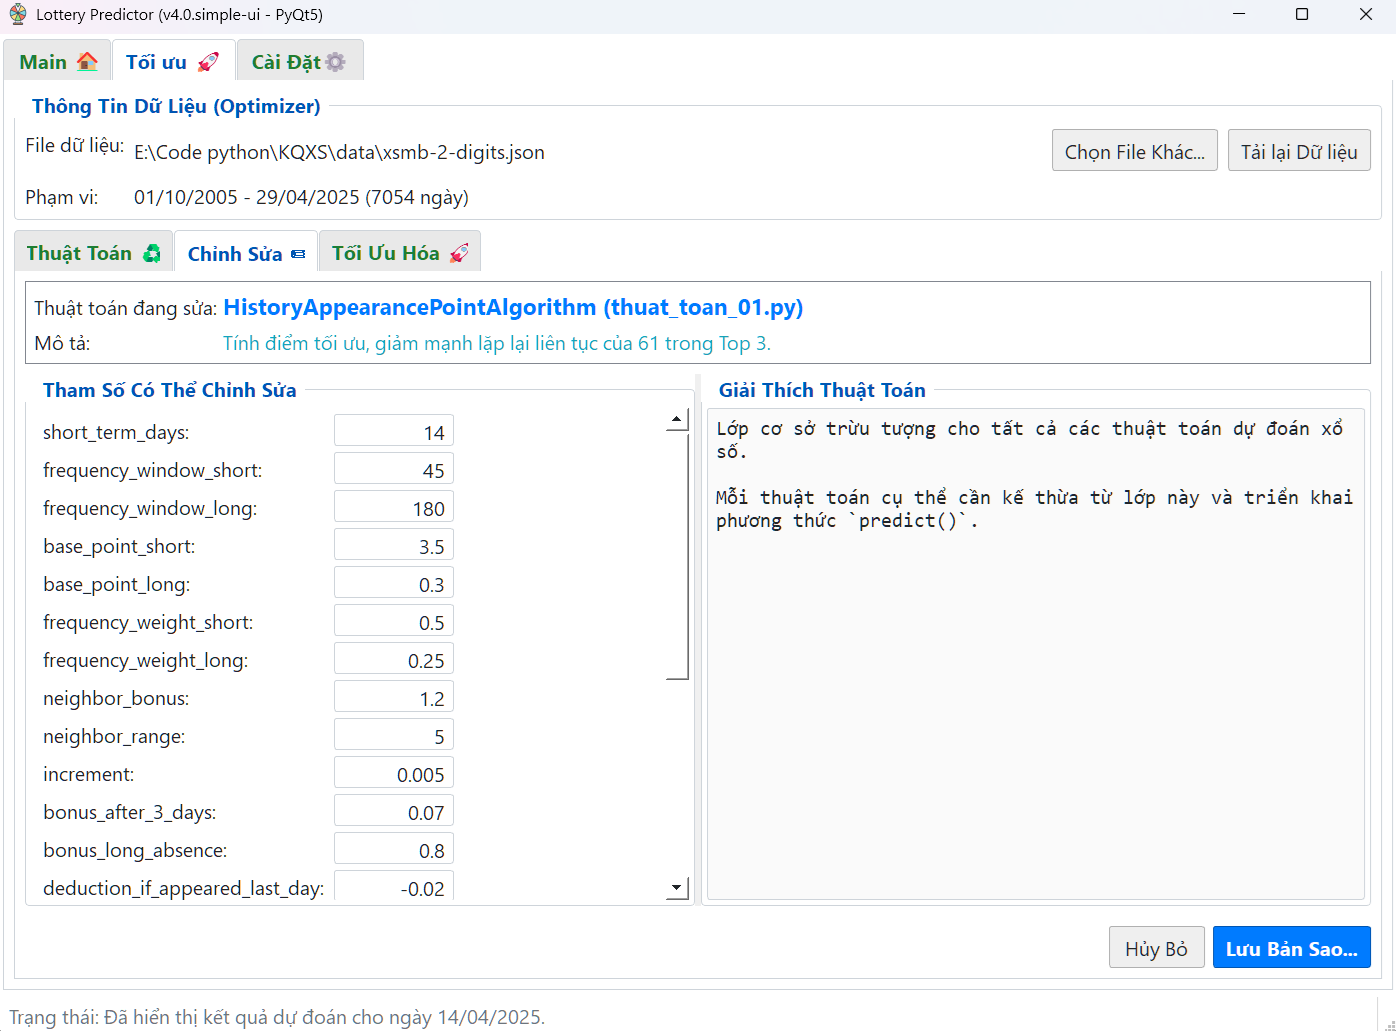 Lottery Predictor (v4.0.simple-ui - PyQt5)
Main
Tối ưu
Cài Đặt
Thông Tin Dữ Liệu (Optimizer)
File dữ liệu: E:\Code python\KQXS\data\xsmb-2-digits.json
Chọn File Khác...
Tải lại Dữ liệu
Phạm vi: 01/10/2005 - 29/04/2025 (7054 ngày)
Thuật Toán
Chỉnh Sửa
Tối Ưu Hóa
Thuật toán đang sửa: HistoryAppearancePointAlgorithm (thuat_toan_01.py)
Mô tả: Tính điểm tối ưu, giảm mạnh lặp lại liên tục của 61 trong Top 3.
Tham Số Có Thể Chỉnh Sửa
short_term_days: 14
frequency_window_short: 45
frequency_window_long: 180
base_point_short: 3.5
base_point_long: 0.3
frequency_weight_short: 0.5
frequency_weight_long: 0.25
neighbor_bonus: 1.2
neighbor_range: 5
increment: 0.005
bonus_after_3_days: 0.07
bonus_long_absence: 0.8
deduction_if_appeared_last_day: -0.02
Giải Thích Thuật Toán
Lớp cơ sở trừu tượng cho tất cả các thuật toán dự đoán xổ
số.
Mỗi thuật toán cụ thể cần kế thừa từ lớp này và triển khai
phương thức `predict()`.
Hủy Bỏ
Lưu Bản Sao...
Trạng thái: Đã hiển thị kết quả dự đoán cho ngày 14/04/2025.